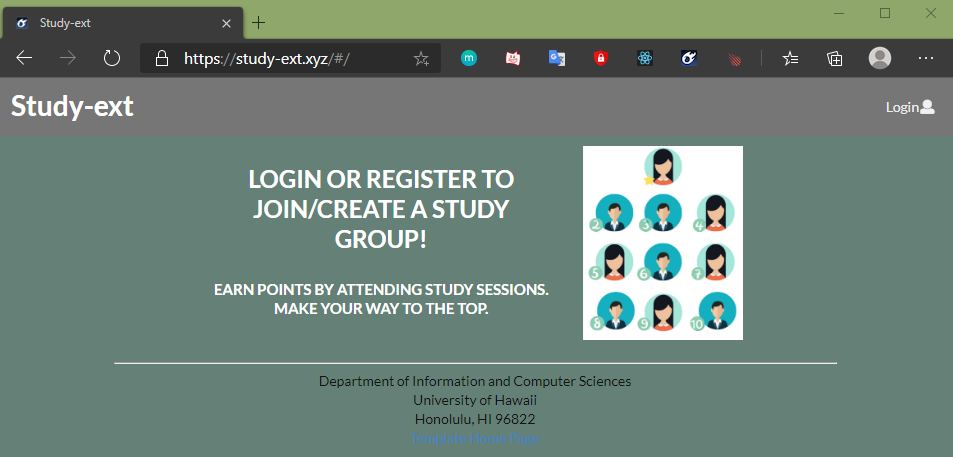 Study-ext
https://study-ext.xyz/#/
m
Study-ext
Login
LOGIN OR REGISTER TO
JOIN/CREATE A STUDY
GROUP!
EARN POINTS BY ATTENDING STUDY SESSIONS.
MAKE YOUR WAY TO THE TOP.
2 3 4
5 6 7
8 9 10
Department of Information and Computer Sciences
University of Hawaii
Honolulu, HI 96822
Template Home Page